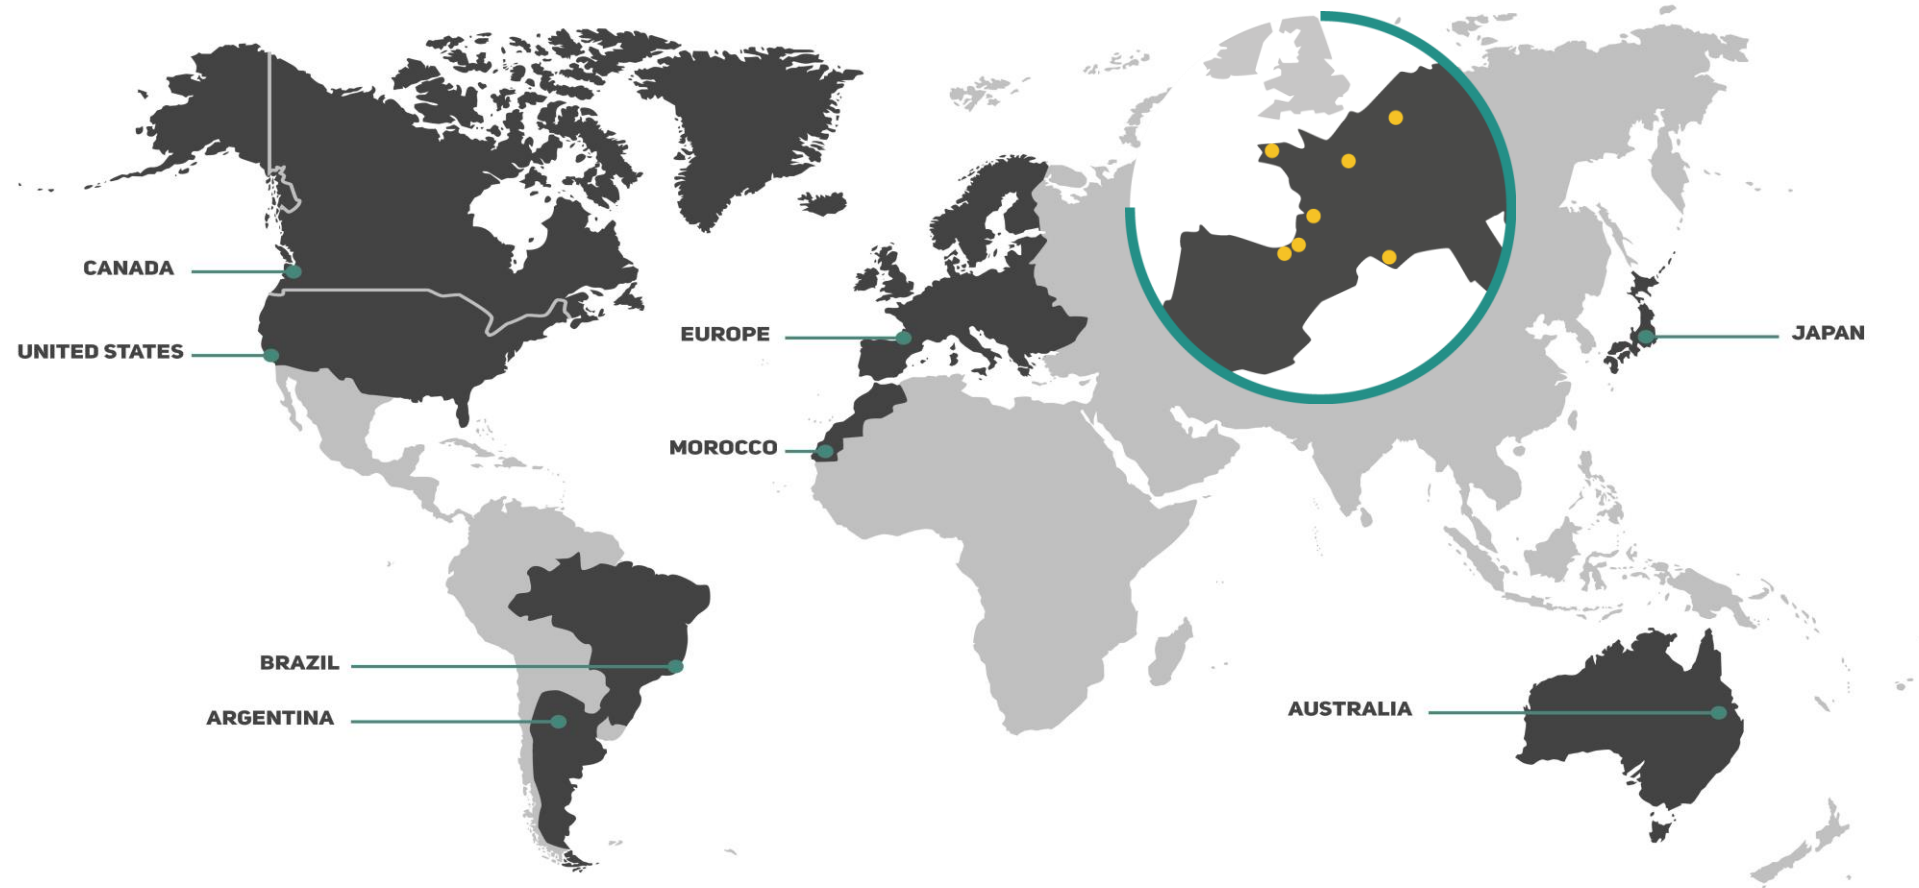 CANADA
UNITED STATES
EUROPE
JAPAN
MOROCCO
BRAZIL
ARGENTINA
AUSTRALIA